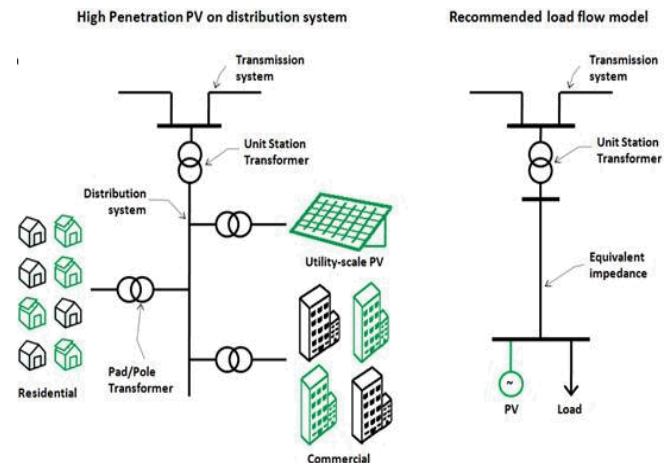 High Penetration PV on distribution system
Recommended load flow model
Transmission
system
Unit Station
Transformer
Distribution
system
Utility-scale PV
Pad/Pole
Transformer
Residential
Commercial
Transmission
system
Unit Station
Transformer
Equivalent
impedance
~
PV
Load